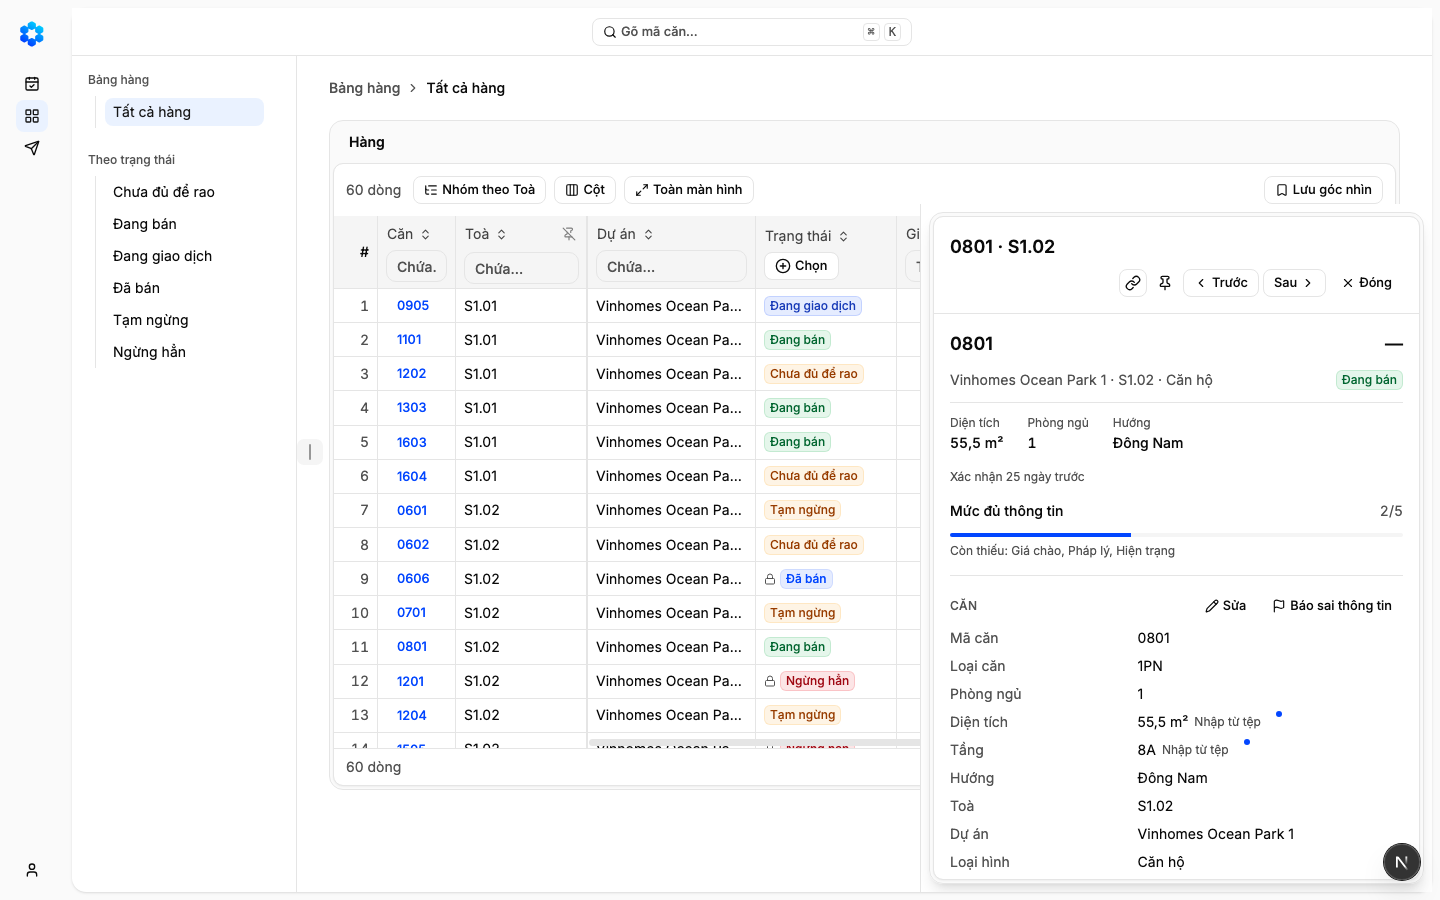 Gõ mã căn...
⌘ K
Bảng hàng
Tất cả hàng
Theo trạng thái
Chưa đủ để rao
Đang bán
Đang giao dịch
Đã bán
Tạm ngừng
Ngừng hẳn
Bảng hàng > Tất cả hàng
Hàng
60 dòng Nhóm theo Toà Cột Toàn màn hình Lưu góc nhìn
# Căn Toà Dự án Trạng thái
Chứa. Chứa... Chứa... Chọn
1 0905 S1.01 Vinhomes Ocean Pa... Đang giao dịch
2 1101 S1.01 Vinhomes Ocean Pa... Đang bán
3 1202 S1.01 Vinhomes Ocean Pa... Chưa đủ để rao
4 1303 S1.01 Vinhomes Ocean Pa... Đang bán
5 1603 S1.01 Vinhomes Ocean Pa... Đang bán
6 1604 S1.01 Vinhomes Ocean Pa... Chưa đủ để rao
7 0601 S1.02 Vinhomes Ocean Pa... Tạm ngừng
8 0602 S1.02 Vinhomes Ocean Pa... Chưa đủ để rao
9 0606 S1.02 Vinhomes Ocean Pa... Đã bán
10 0701 S1.02 Vinhomes Ocean Pa... Tạm ngừng
11 0801 S1.02 Vinhomes Ocean Pa... Đang bán
12 1201 S1.02 Vinhomes Ocean Pa... Ngừng hẳn
13 1204 S1.02 Vinhomes Ocean Pa... Tạm ngừng
60 dòng
0801 · S1.02
Trước Sau Đóng
0801 —
Vinhomes Ocean Park 1 · S1.02 · Căn hộ Đang bán
Diện tích Phòng ngủ Hướng
55,5 m² 1 Đông Nam
Xác nhận 25 ngày trước
Mức đủ thông tin 2/5
Còn thiếu: Giá chào, Pháp lý, Hiện trạng
CĂN Sửa Báo sai thông tin
Mã căn 0801
Loại căn 1PN
Phòng ngủ 1
Diện tích 55,5 m² Nhập từ tệp
Tầng 8A Nhập từ tệp
Hướng Đông Nam
Toà S1.02
Dự án Vinhomes Ocean Park 1
Loại hình Căn hộ